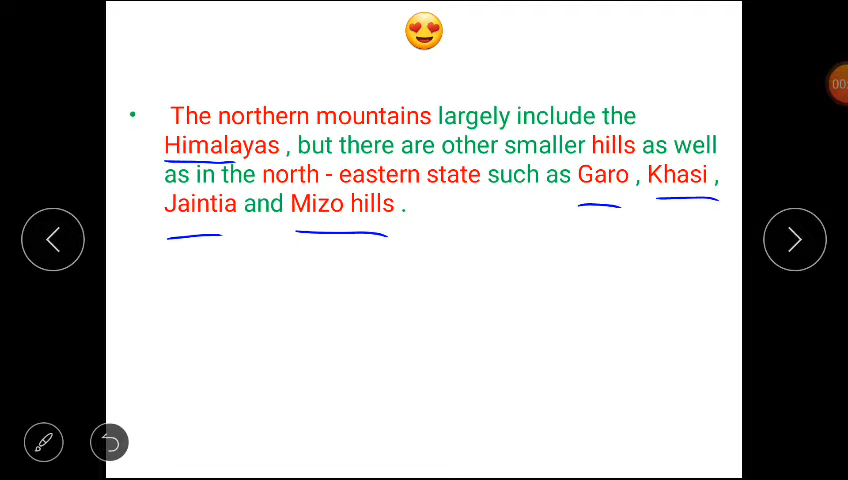 • The northern mountains largely include the
Himalayas , but there are other smaller hills as well
as in the north - eastern state such as Garo , Khasi ,
Jaintia and Mizo hills .
00: